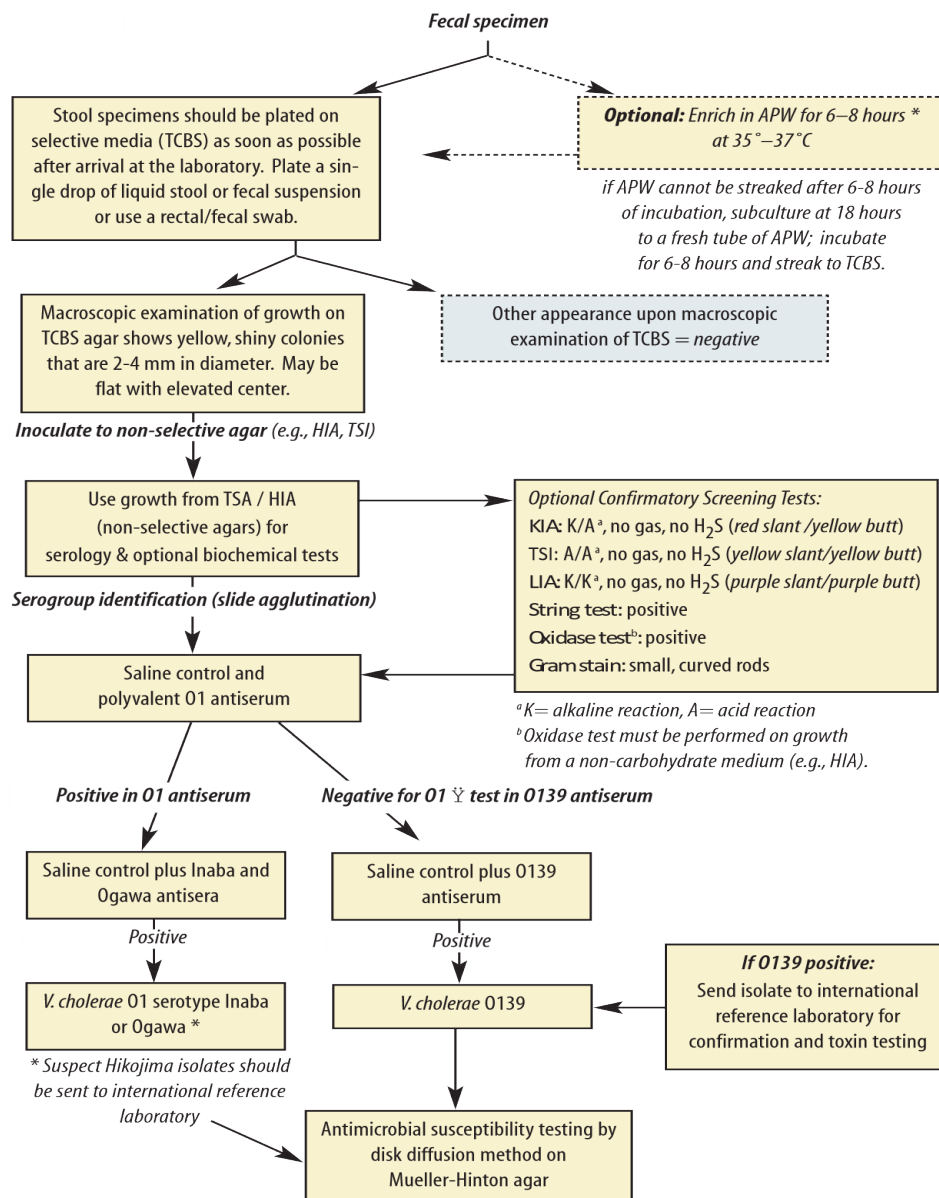 Fecal specimen
Stool specimens should be plated on
selective media (TCBS) as soon as possible
after arrival at the laboratory. Plate a sin-
gle drop of liquid stool or fecal suspension
or use a rectal/fecal swab.
Optional: Enrich in APW for 6–8 hours *
at 35˚–37˚C
if APW cannot be streaked after 6-8 hours
of incubation, subculture at 18 hours
to a fresh tube of APW; incubate
for 6-8 hours and streak to TCBS.
Macroscopic examination of growth on
TCBS agar shows yellow, shiny colonies
that are 2-4 mm in diameter. May be
flat with elevated center.
Other appearance upon macroscopic
examination of TCBS = negative
Inoculate to non-selective agar (e.g., HIA, TSI)
Use growth from TSA / HIA
(non-selective agars) for
serology & optional biochemical tests
Optional Confirmatory Screening Tests:
KIA: K/Aᵃ, no gas, no H₂S (red slant /yellow butt)
TSI: A/Aᵃ, no gas, no H₂S (yellow slant/yellow butt)
LIA: K/Kᵃ, no gas, no H₂S (purple slant/purple butt)
String test: positive
Oxidase testᵇ: positive
Gram stain: small, curved rods
ᵃ K= alkaline reaction, A= acid reaction
ᵇ Oxidase test must be performed on growth
from a non-carbohydrate medium (e.g., HIA).
Serogroup identification (slide agglutination)
Saline control and
polyvalent O1 antiserum
Positive in O1 antiserum
Negative for O1 Ÿ test in O139 antiserum
Saline control plus Inaba and
Ogawa antisera
Saline control plus O139
antiserum
Positive
Positive
V. cholerae O1 serotype Inaba
or Ogawa *
V. cholerae O139
If O139 positive:
Send isolate to international
reference laboratory for
confirmation and toxin testing
* Suspect Hikojima isolates should
be sent to international reference
laboratory
Antimicrobial susceptibility testing by
disk diffusion method on
Mueller-Hinton agar